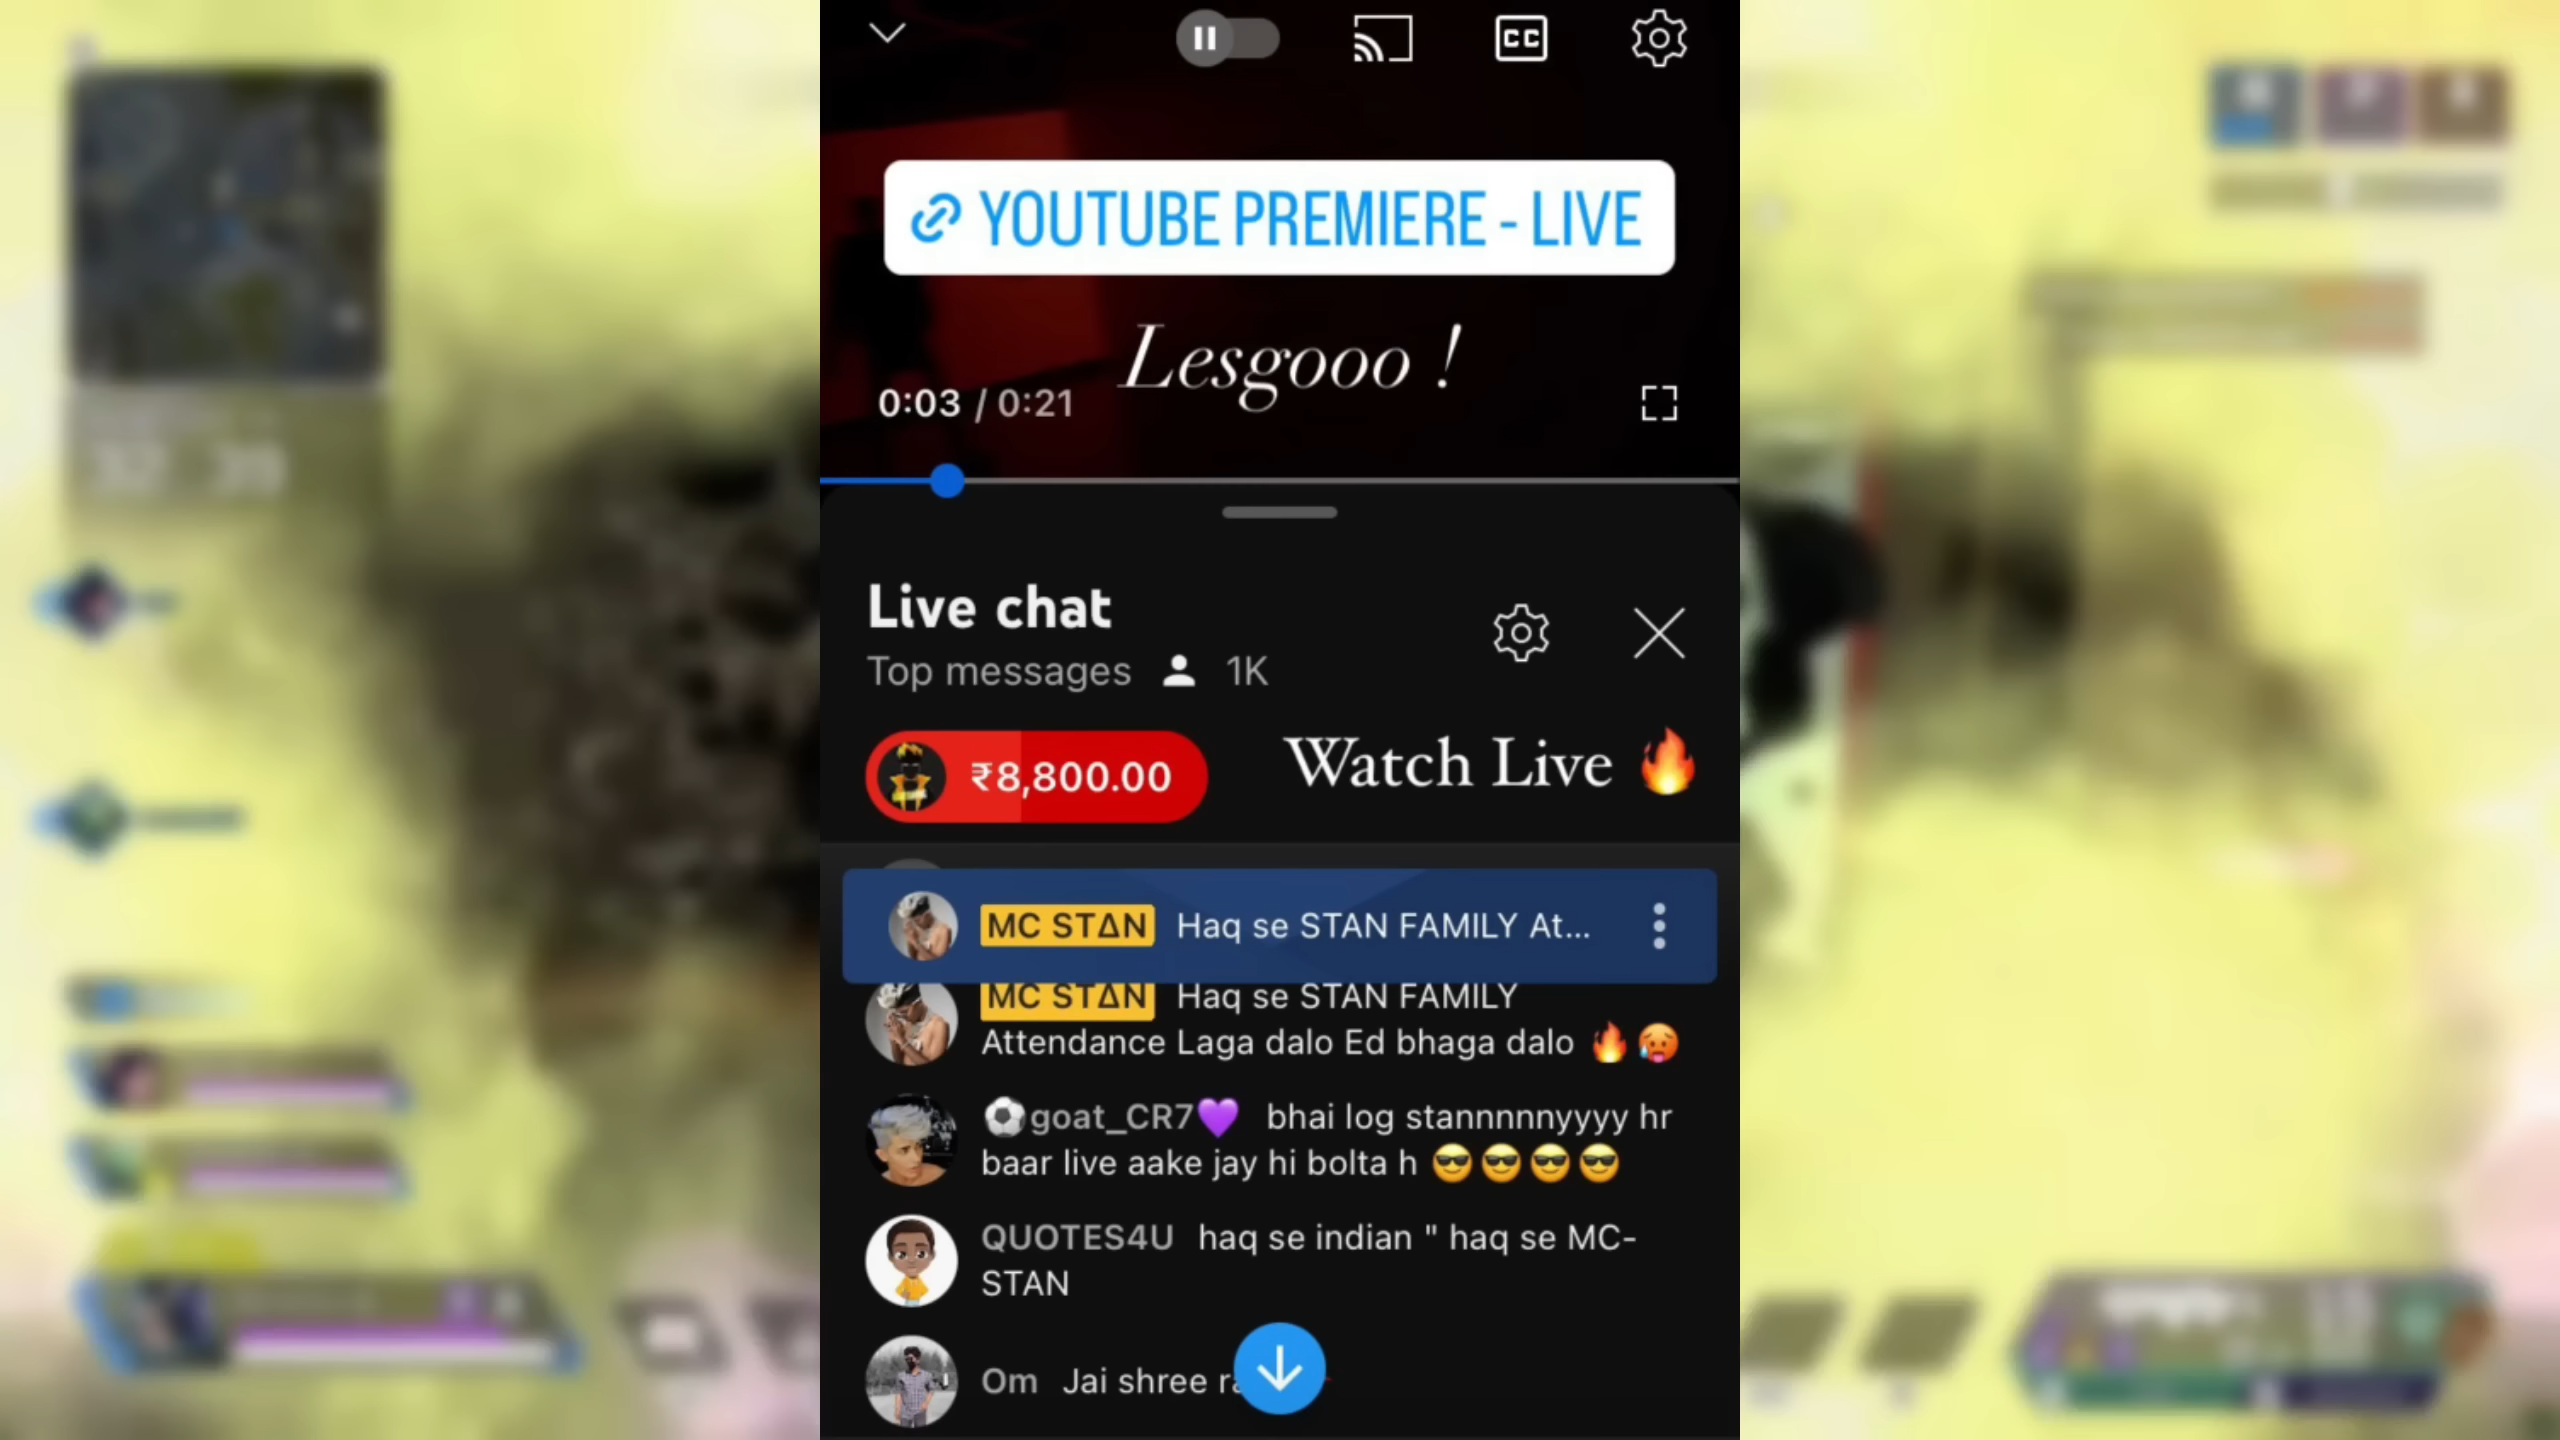 CC
YOUTUBE PREMIERE - LIVE
Lesgooo !
0:03 / 0:21
Live chat
Top messages 1K
₹8,800.00 Watch Live 🔥
MC STΔN Haq se STAN FAMILY At...
MC STΔN Haq se STAN FAMILY
Attendance Laga dalo Ed bhaga dalo 🔥🥵
⚽goat_CR7💜 bhai log stannnnnyyyy hr
baar live aake jay hi bolta h 😎😎😎😎
QUOTES4U haq se indian " haq se MC-
STAN
Om Jai shree